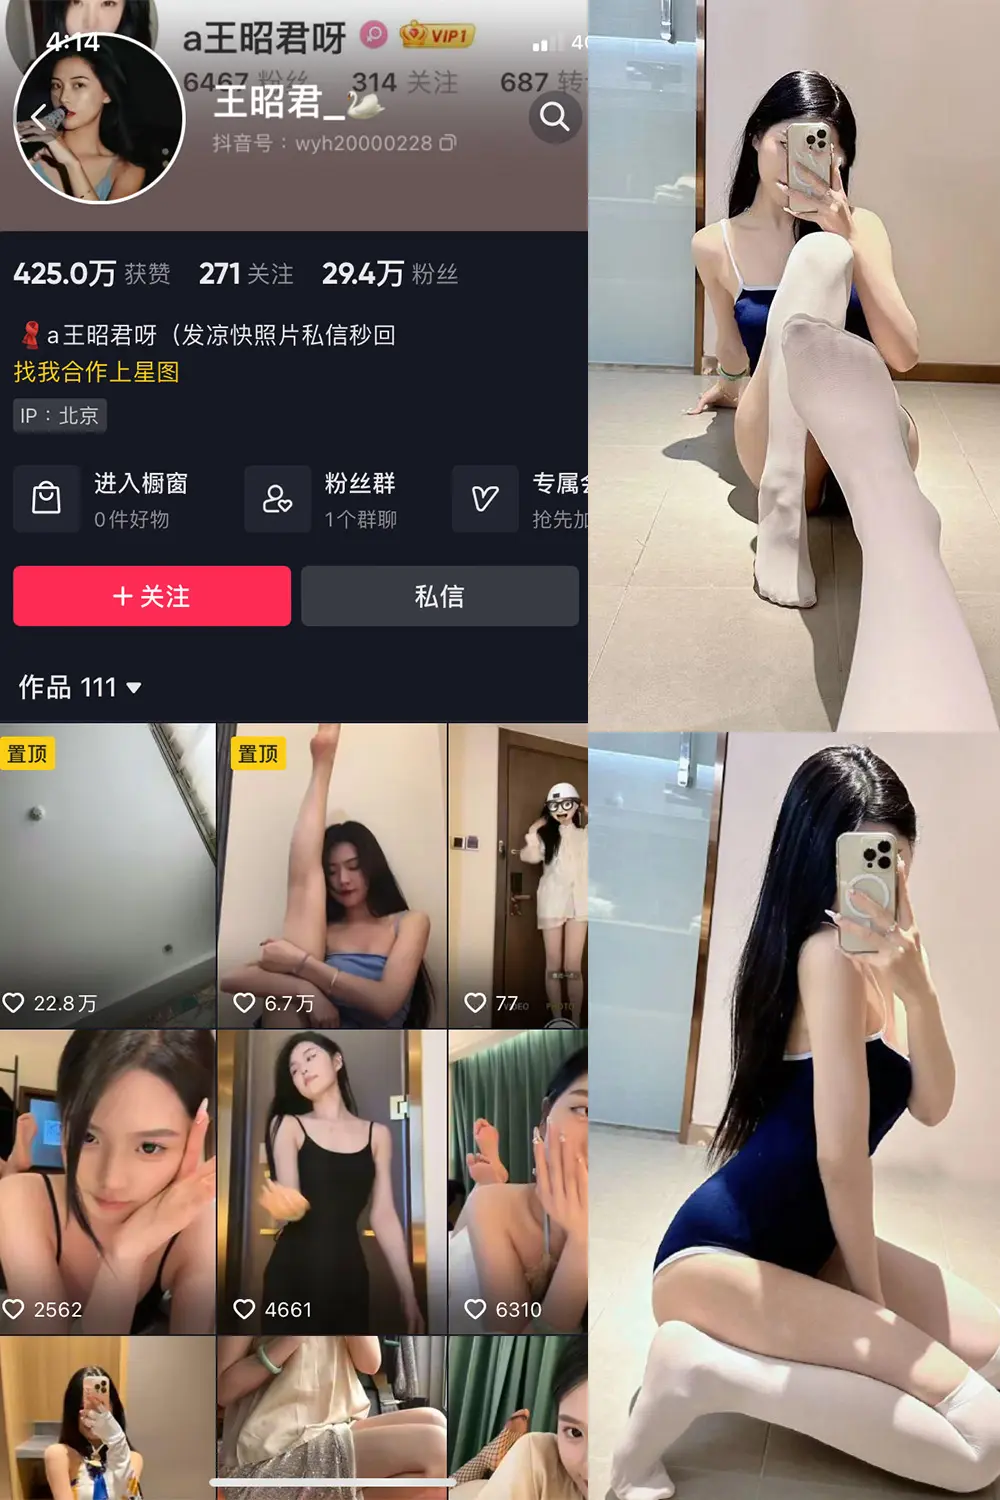 4:14
a王昭君呀
VIP1
6467 粉丝 314 关注 687
王昭君_
抖音号：wyh20000228
425.0万 获赞 271 关注 29.4万 粉丝
a王昭君呀（发凉快照片私信秒回
找我合作上星图
IP：北京
进入橱窗
0件好物
粉丝群
1个群聊
专属
抢先加
+ 关注
私信
作品 111
置顶
置顶
22.8万
6.7万
77
PHOTO
2562
4661
6310